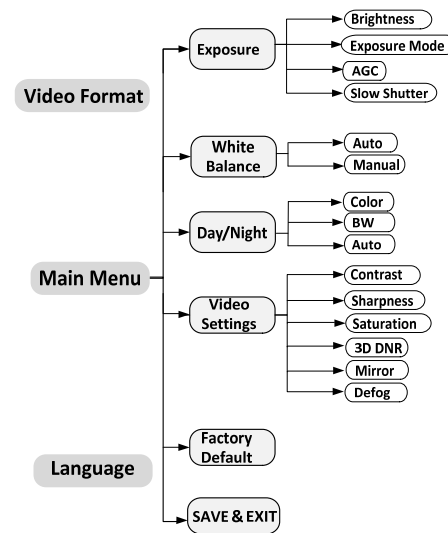 Video Format
Main Menu
Language
Exposure
Brightness
Exposure Mode
AGC
Slow Shutter
White
Balance
Auto
Manual
Day/Night
Color
BW
Auto
Video
Settings
Contrast
Sharpness
Saturation
3D DNR
Mirror
Defog
Factory
Default
SAVE & EXIT